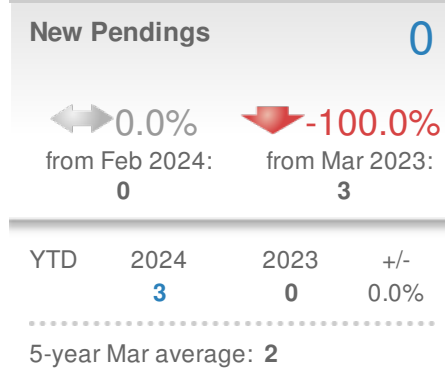 New Pendings 0
0.0% -100.0%
from Feb 2024: from Mar 2023:
0 3
YTD 2024 2023 +/-
3 0 0.0%
5-year Mar average: 2